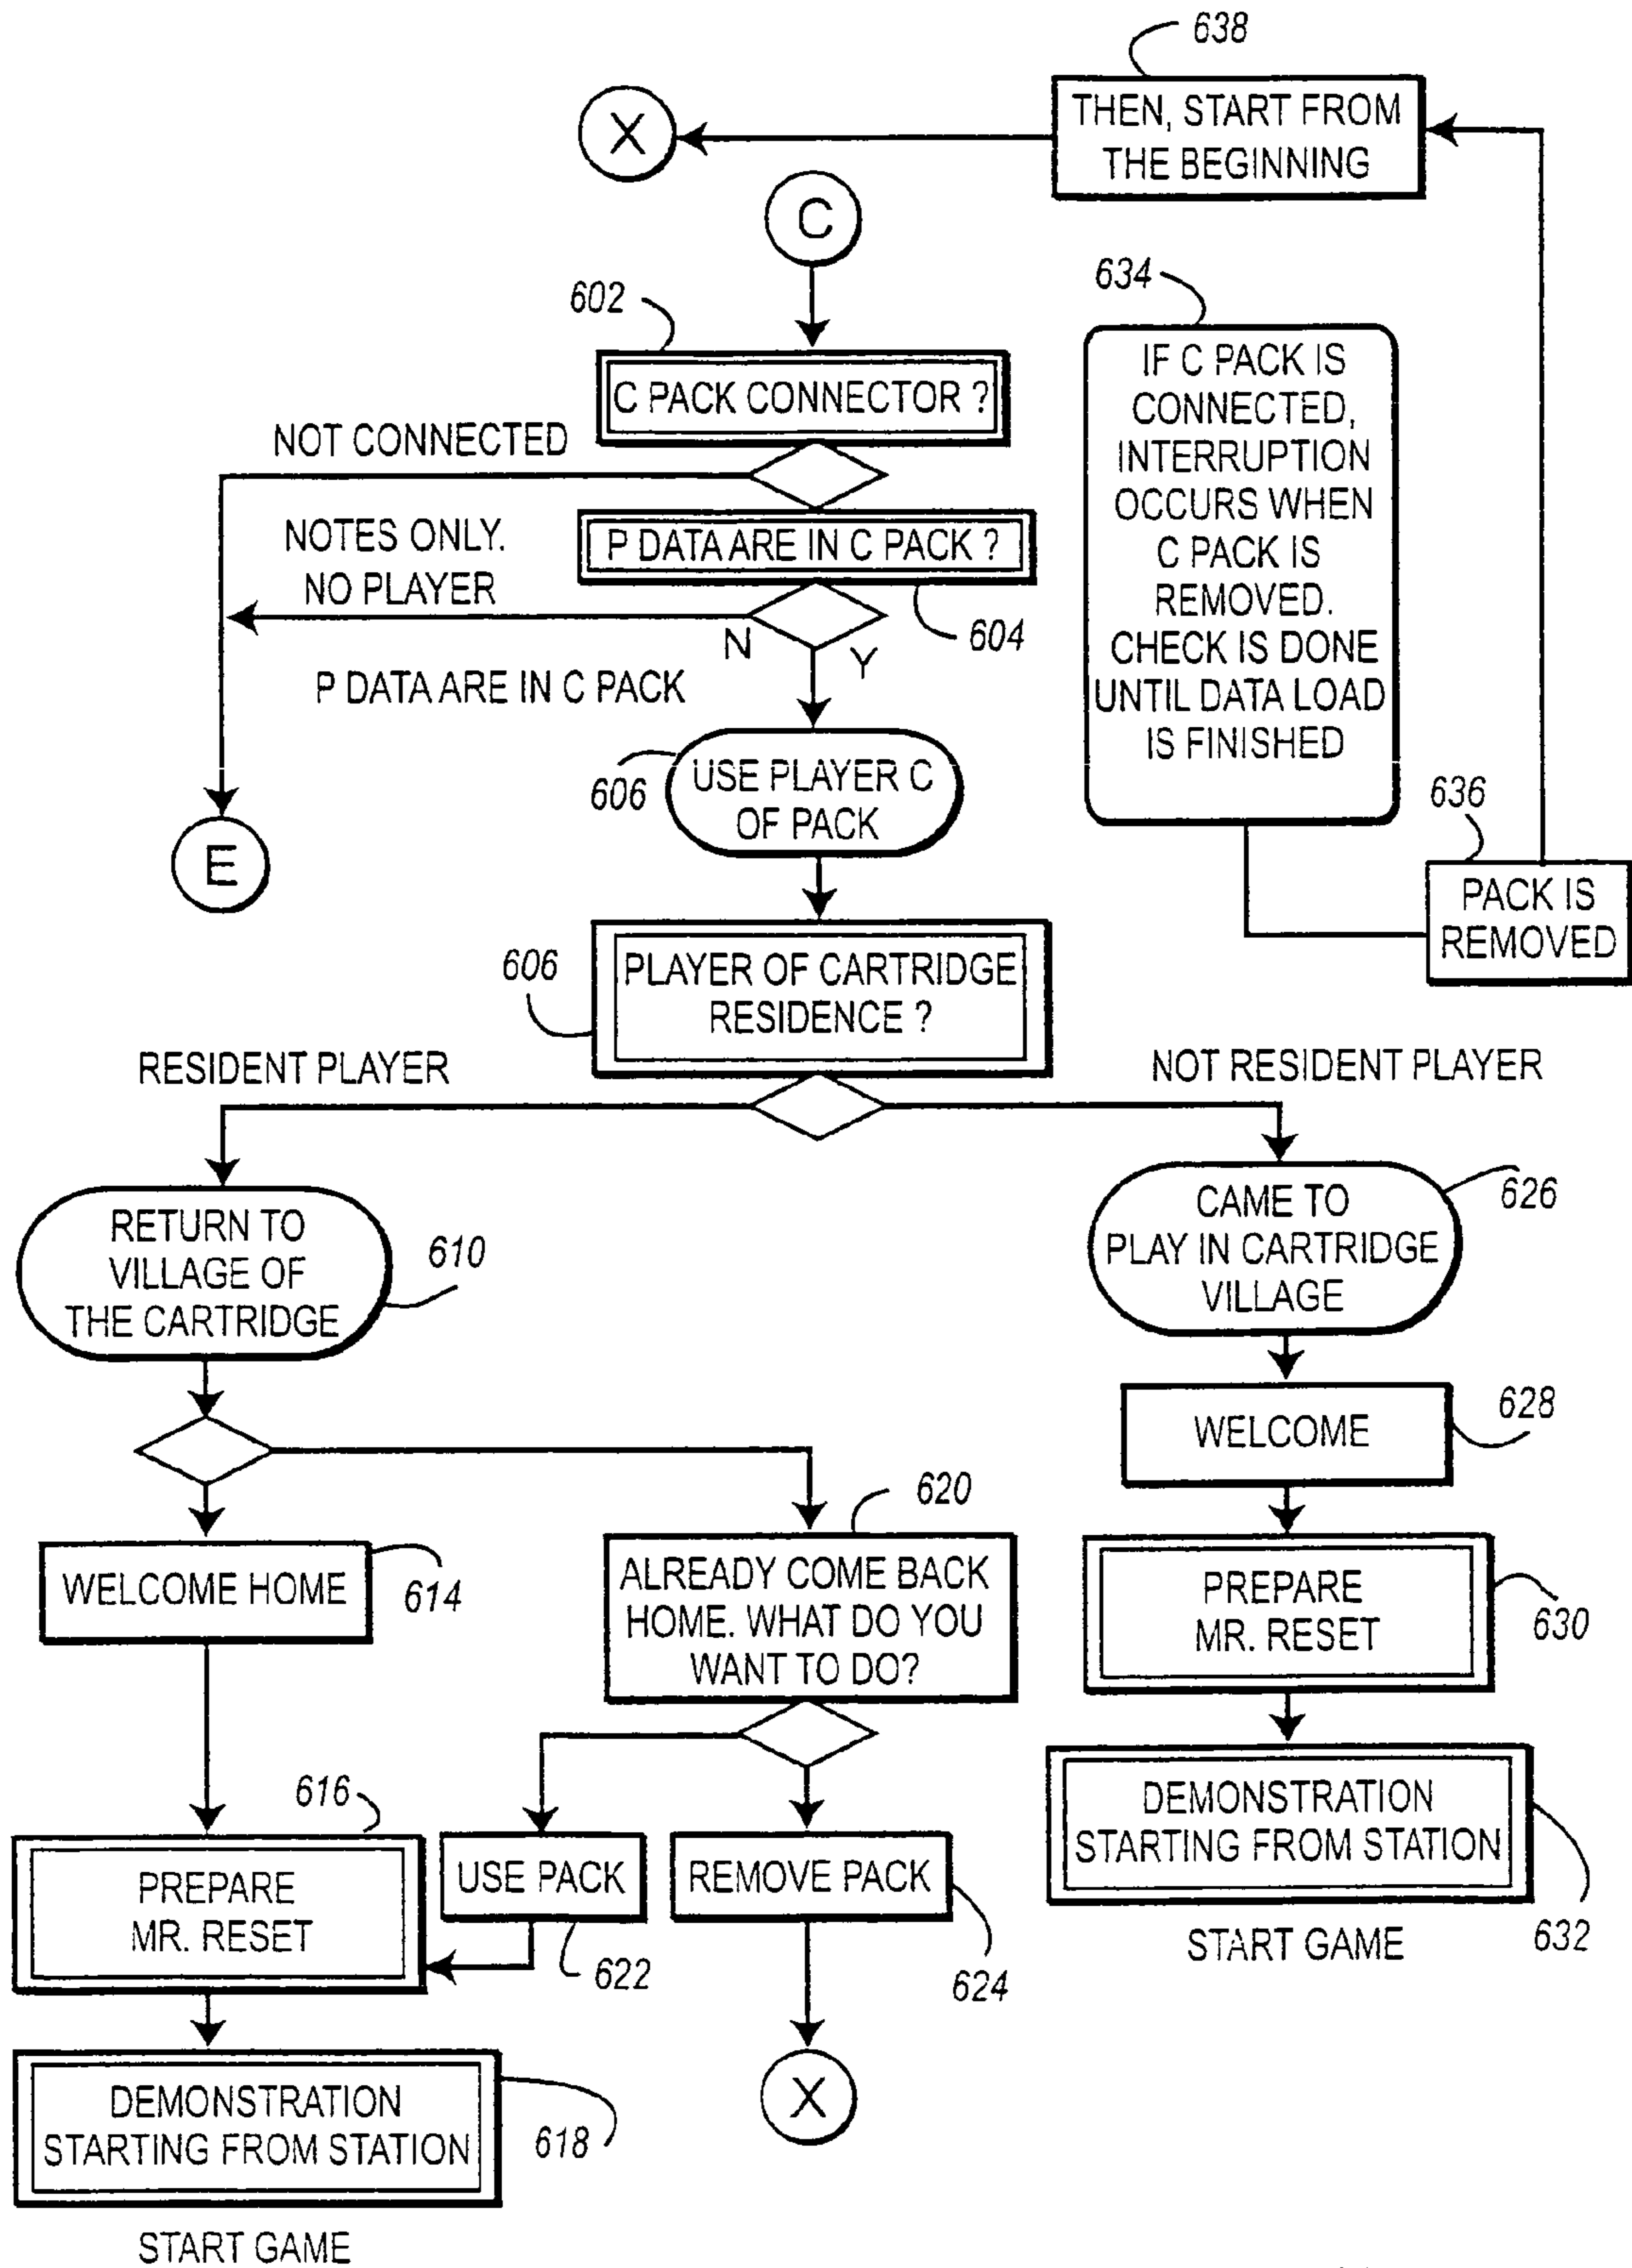 638
THEN, START FROM
THE BEGINNING
X
C
602
C PACK CONNECTOR ?
634
IF C PACK IS
CONNECTED,
INTERRUPTION
OCCURS WHEN
C PACK IS
REMOVED.
CHECK IS DONE
UNTIL DATA LOAD
IS FINISHED
NOT CONNECTED
NOTES ONLY.
NO PLAYER
P DATA ARE IN C PACK ?
604
N
Y
P DATA ARE IN C PACK
606
USE PLAYER C
OF PACK
E
636
PACK IS
REMOVED
606
PLAYER OF CARTRIDGE
RESIDENCE ?
RESIDENT PLAYER
NOT RESIDENT PLAYER
RETURN TO
VILLAGE OF
THE CARTRIDGE
610
CAME TO
PLAY IN CARTRIDGE
VILLAGE
626
WELCOME
628
WELCOME HOME
614
620
ALREADY COME BACK
HOME. WHAT DO YOU
WANT TO DO?
PREPARE
MR. RESET
630
616
PREPARE
MR. RESET
USE PACK
622
REMOVE PACK
624
DEMONSTRATION
STARTING FROM STATION
632
START GAME
X
DEMONSTRATION
STARTING FROM STATION
618
START GAME